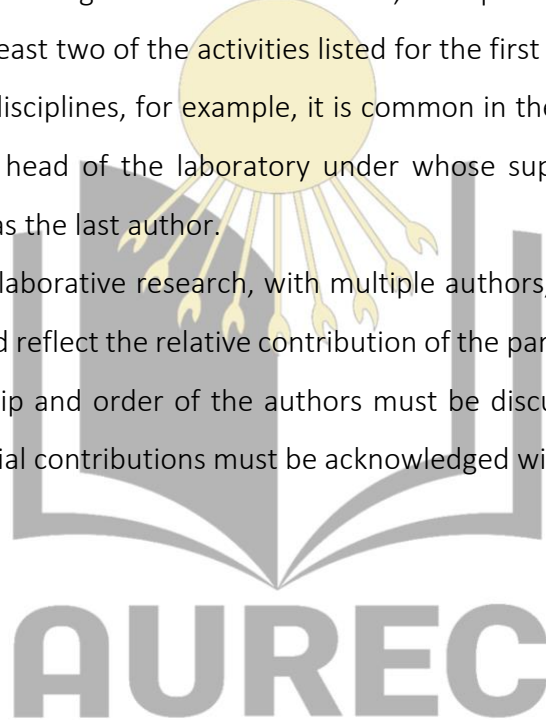 east two of the activities listed for the first
disciplines, for example, it is common in the
head of the laboratory under whose sup
as the last author.
laborative research, with multiple authors,
d reflect the relative contribution of the par
ip and order of the authors must be discu
ial contributions must be acknowledged wi
AUREC